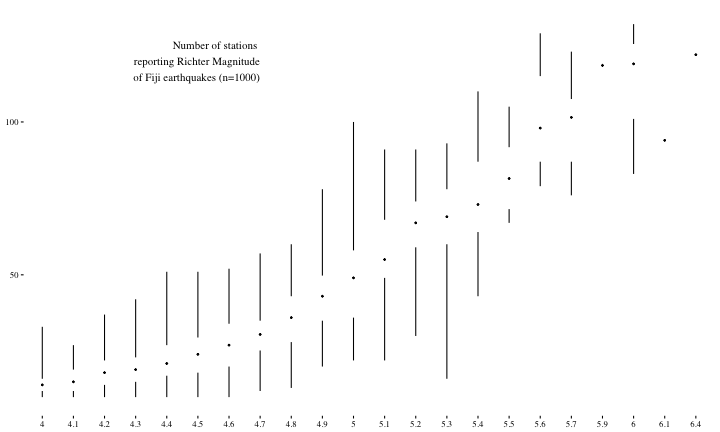 Number of stations
reporting Richter Magnitude
of Fiji earthquakes (n=1000)
100
50
4 4.1 4.2 4.3 4.4 4.5 4.6 4.7 4.8 4.9 5 5.1 5.2 5.3 5.4 5.5 5.6 5.7 5.9 6 6.1 6.4